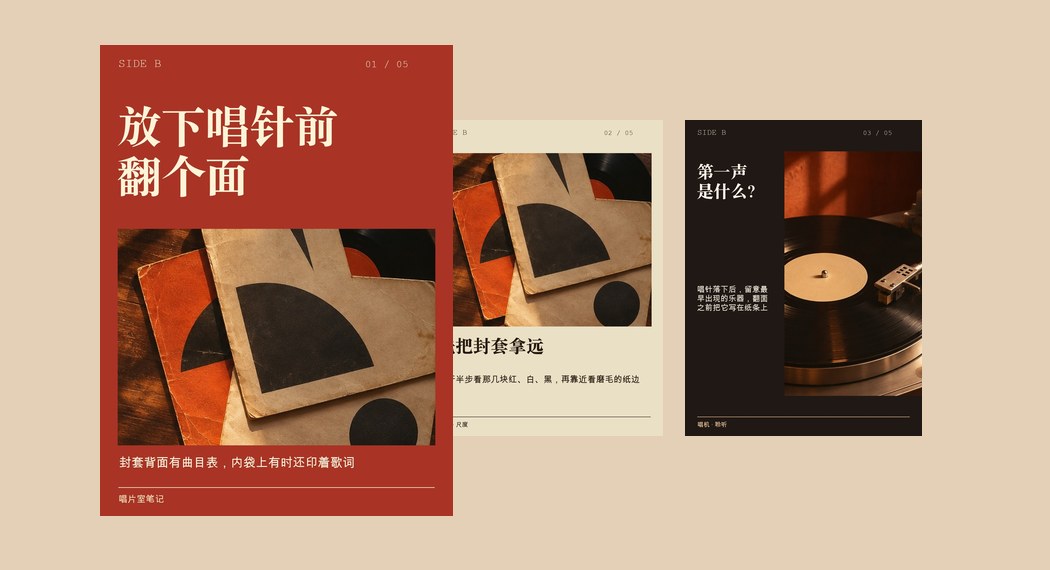 SIDE B
01 / 05
放下唱针前
翻个面
封套背面有曲目表，内袋上有时还印着歌词
唱片室笔记
E B
02 / 05
把封套拿远
半步看那几块红、白、黑，再靠近看磨毛的纸边
尺度
SIDE B
03 / 05
第一声
是什么？
唱针落下后，留意最
早出现的乐器，翻面
之前把它写在纸条上
唱机 · 聆听